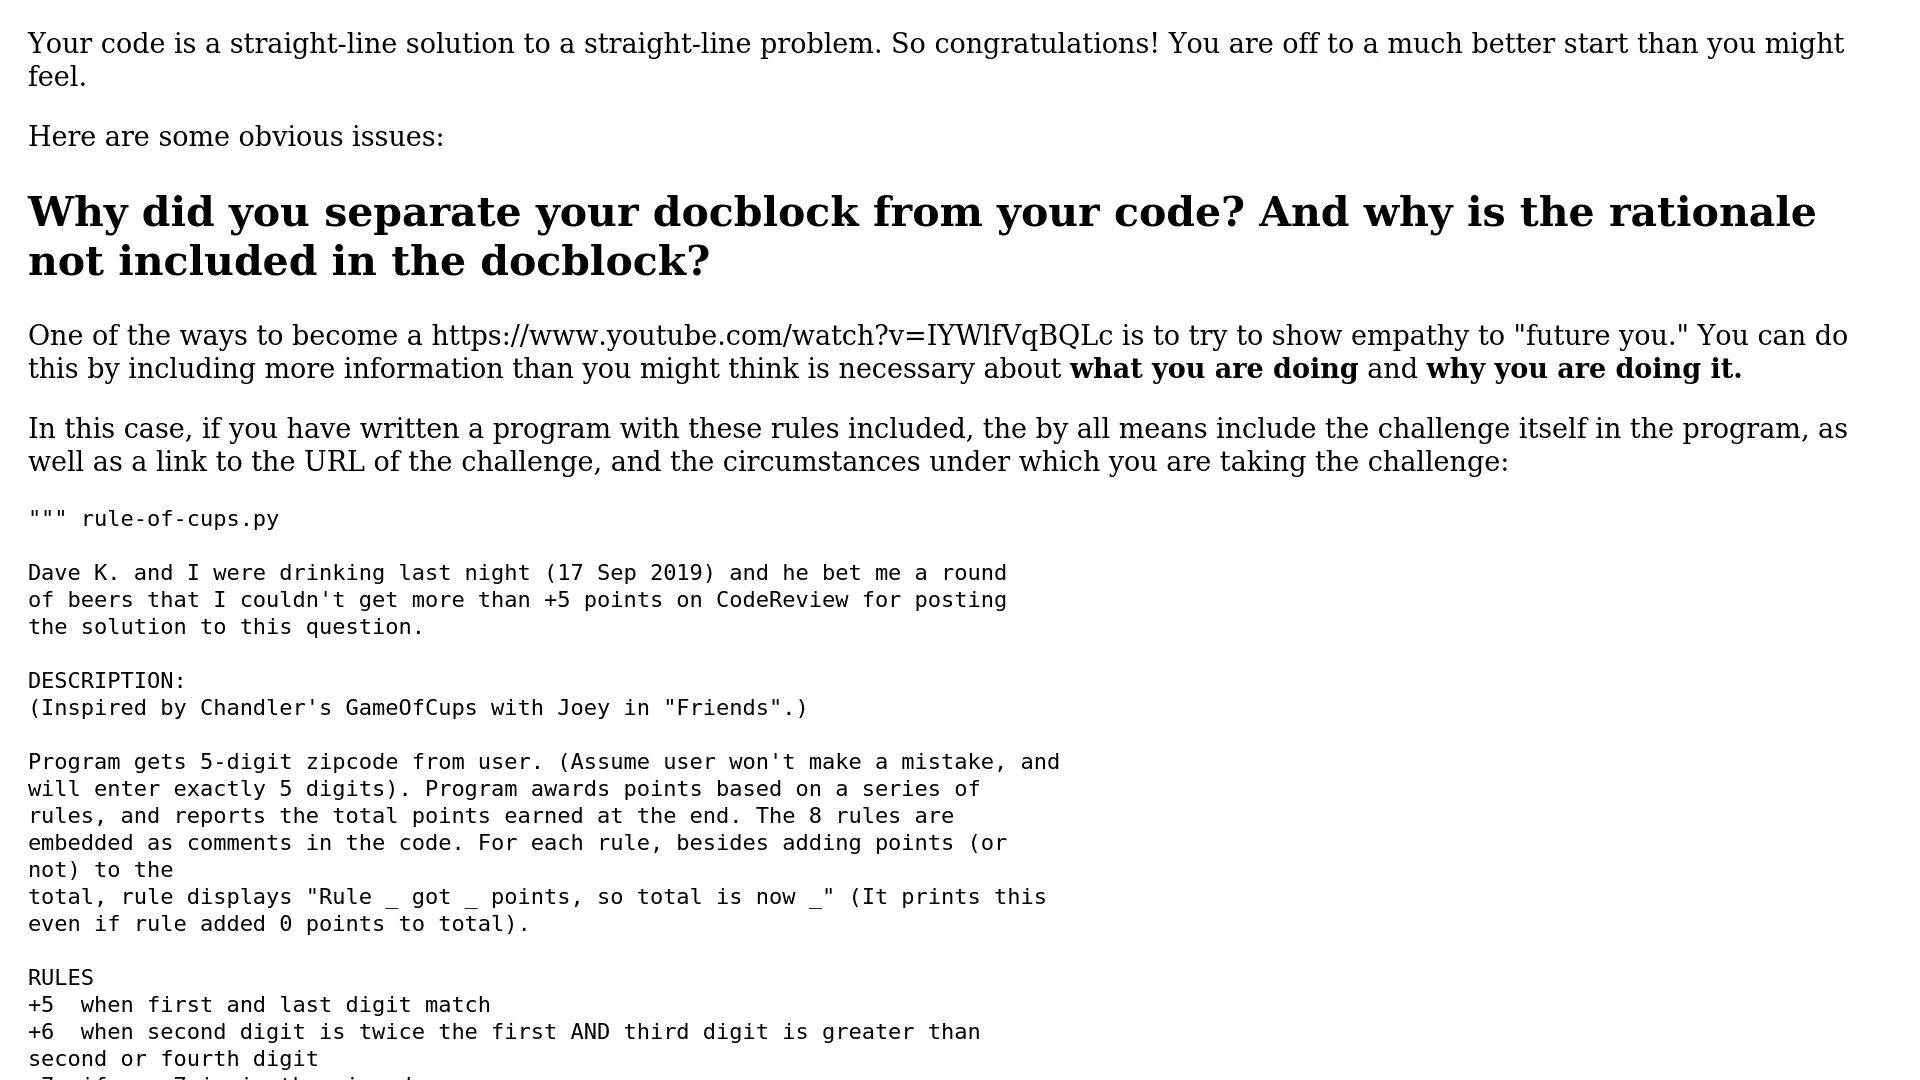 Your code is a straight-line solution to a straight-line problem. So congratulations! You are off to a much better start than you might
feel.
Here are some obvious issues:
Why did you separate your docblock from your code? And why is the rationale
not included in the docblock?
One of the ways to become a https://www.youtube.com/watch?v=IYWlfVqBQLc is to try to show empathy to "future you." You can do
this by including more information than you might think is necessary about what you are doing and why you are doing it.
In this case, if you have written a program with these rules included, the by all means include the challenge itself in the program, as
well as a link to the URL of the challenge, and the circumstances under which you are taking the challenge:
""" rule-of-cups.py
Dave K. and I were drinking last night (17 Sep 2019) and he bet me a round
of beers that I couldn't get more than +5 points on CodeReview for posting
the solution to this question.
DESCRIPTION:
(Inspired by Chandler's GameOfCups with Joey in "Friends".)
Program gets 5-digit zipcode from user. (Assume user won't make a mistake, and
will enter exactly 5 digits). Program awards points based on a series of
rules, and reports the total points earned at the end. The 8 rules are
embedded as comments in the code. For each rule, besides adding points (or
not) to the
total, rule displays "Rule _ got _ points, so total is now _" (It prints this
even if rule added 0 points to total).
RULES
+5  when first and last digit match
+6  when second digit is twice the first AND third digit is greater than
second or fourth digit